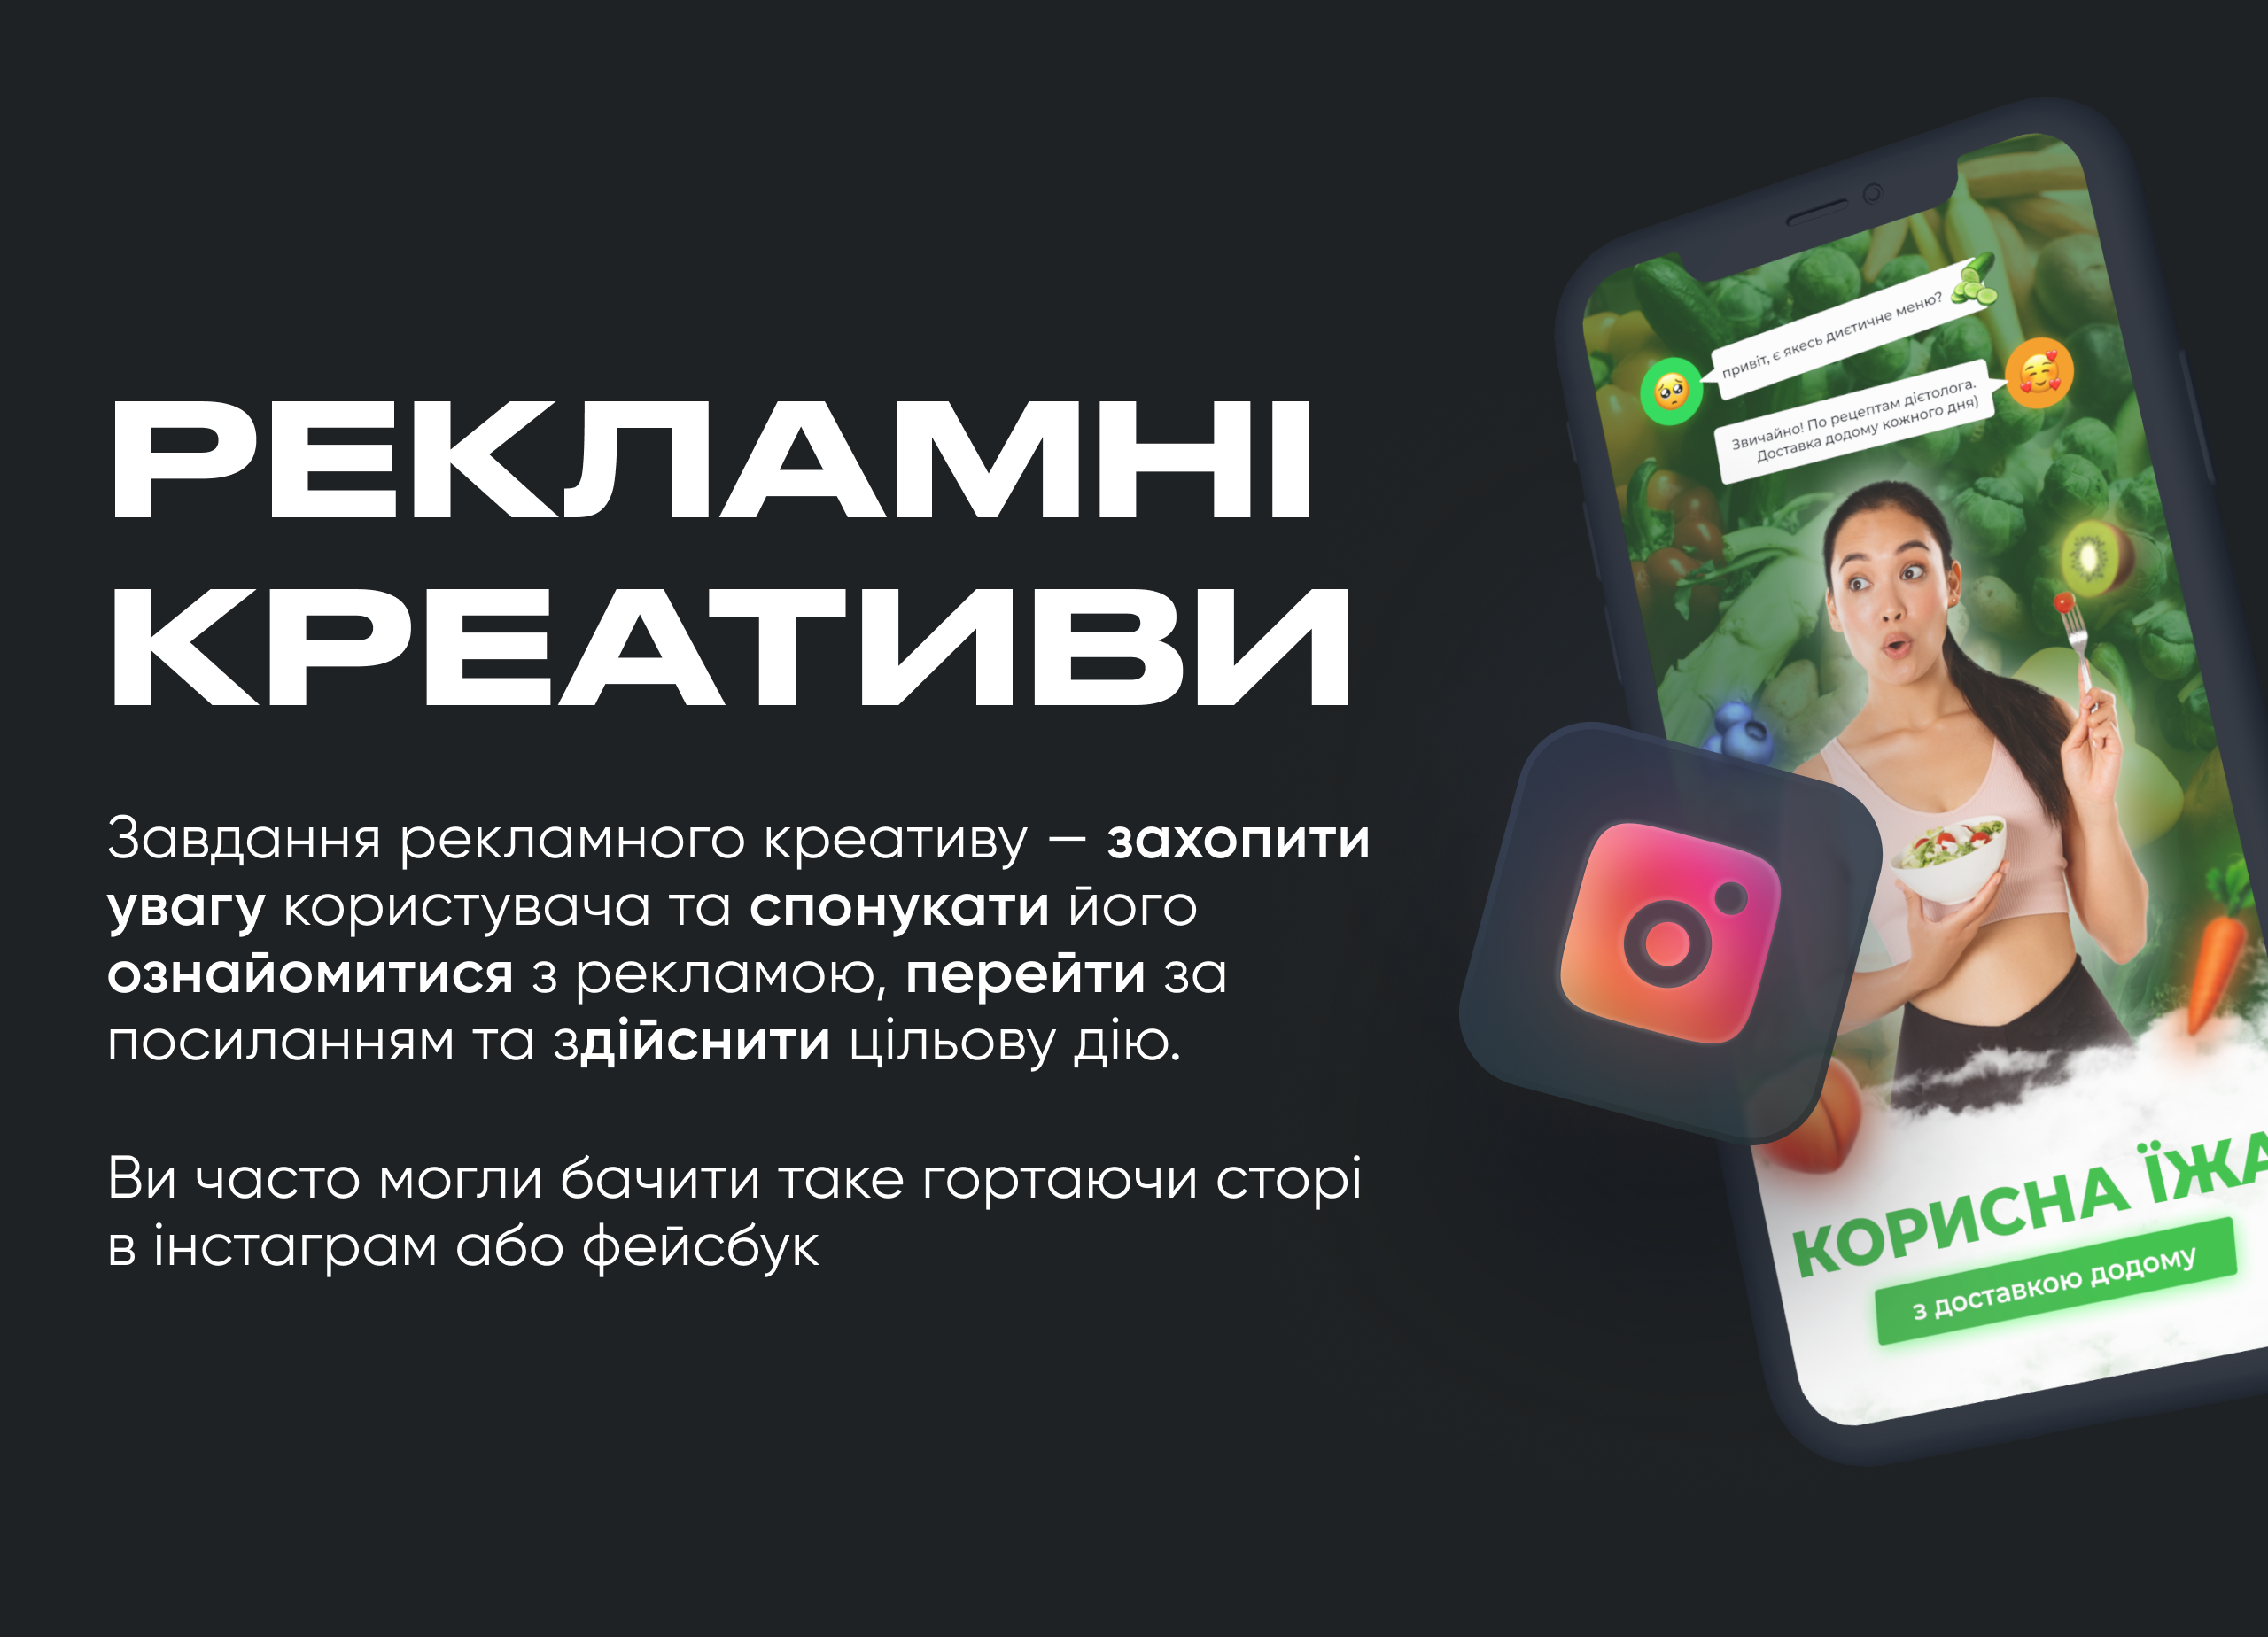 РЕКЛАМНІ
КРЕАТИВИ
Завдання рекламного креативу — захопити
увагу користувача та спонукати його
ознайомитися з рекламою, перейти за
посиланням та здійснити цільову дію.
Ви часто могли бачити таке гортаючи сторі
в інстаграм або фейсбук
привіт, є якесь диєтичне меню?
Звичайно! По рецептам дієтолога.
Доставка додому кожного дня)
КОРИСНА ЇЖА
з доставкою додому